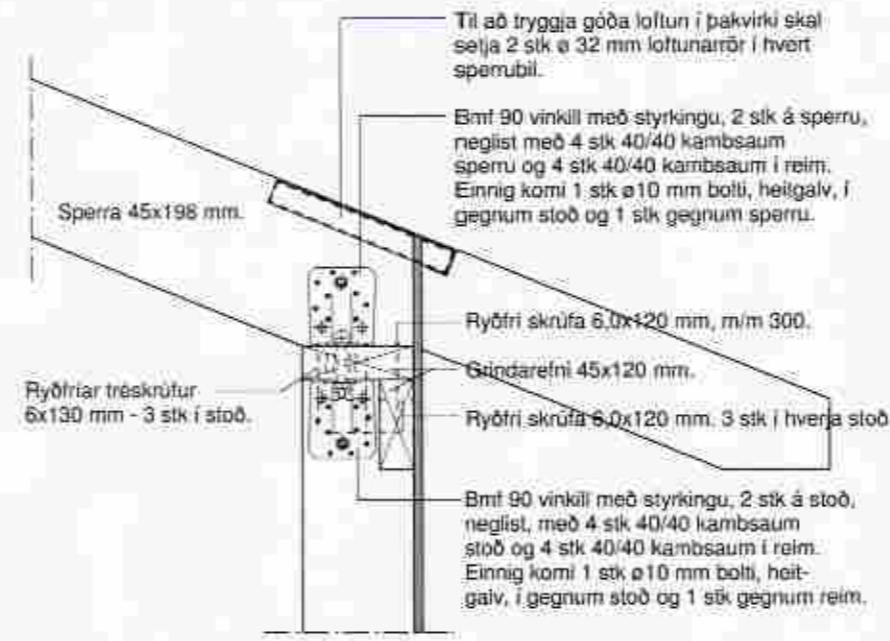 Til að tryggja góða loftun í þakvirki skal
setja 2 stk ø 32 mm loftunarrör í hvert
sperrubil.
Bmf 90 vinkill með styrkingu, 2 stk á sperru,
neglist með 4 stk 40/40 kambsaum
sperru og 4 stk 40/40 kambsaum í reim.
Einnig komi 1 stk ø10 mm bolti, heitgalv, í
gegnum stoð og 1 stk gegnum sperru.
Sperra 45x198 mm.
Ryðfrí skrúfa 6,0x120 mm, m/m 300.
Grindarefni 45x120 mm.
Ryðfríar tréskrúfur
6x130 mm - 3 stk í stoð.
Ryðfrí skrúfa 6,0x120 mm. 3 stk í hverja stoð
Bmf 90 vinkill með styrkingu, 2 stk á stoð,
neglist, með 4 stk 40/40 kambsaum
stoð og 4 stk 40/40 kambsaum í reim.
Einnig komi 1 stk ø10 mm bolti, heit-
galv, í gegnum stoð og 1 stk gegnum reim.